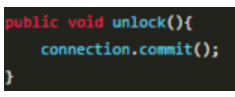 public void unlock(){
    connection.commit();
}